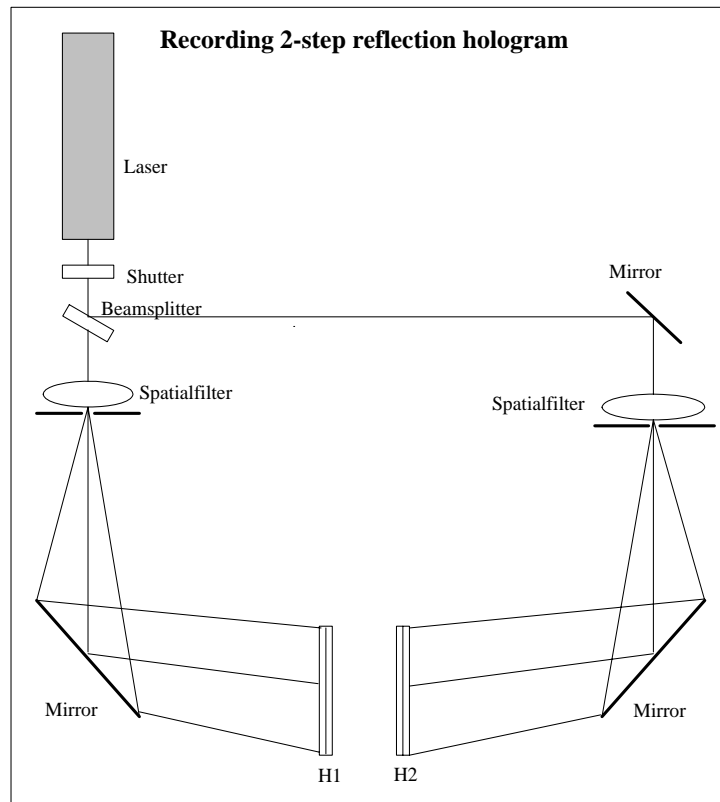 Recording 2-step reflection hologram
Laser
Shutter
Mirror
Beamsplitter
Spatialfilter
Spatialfilter
Mirror
Mirror
H1
H2